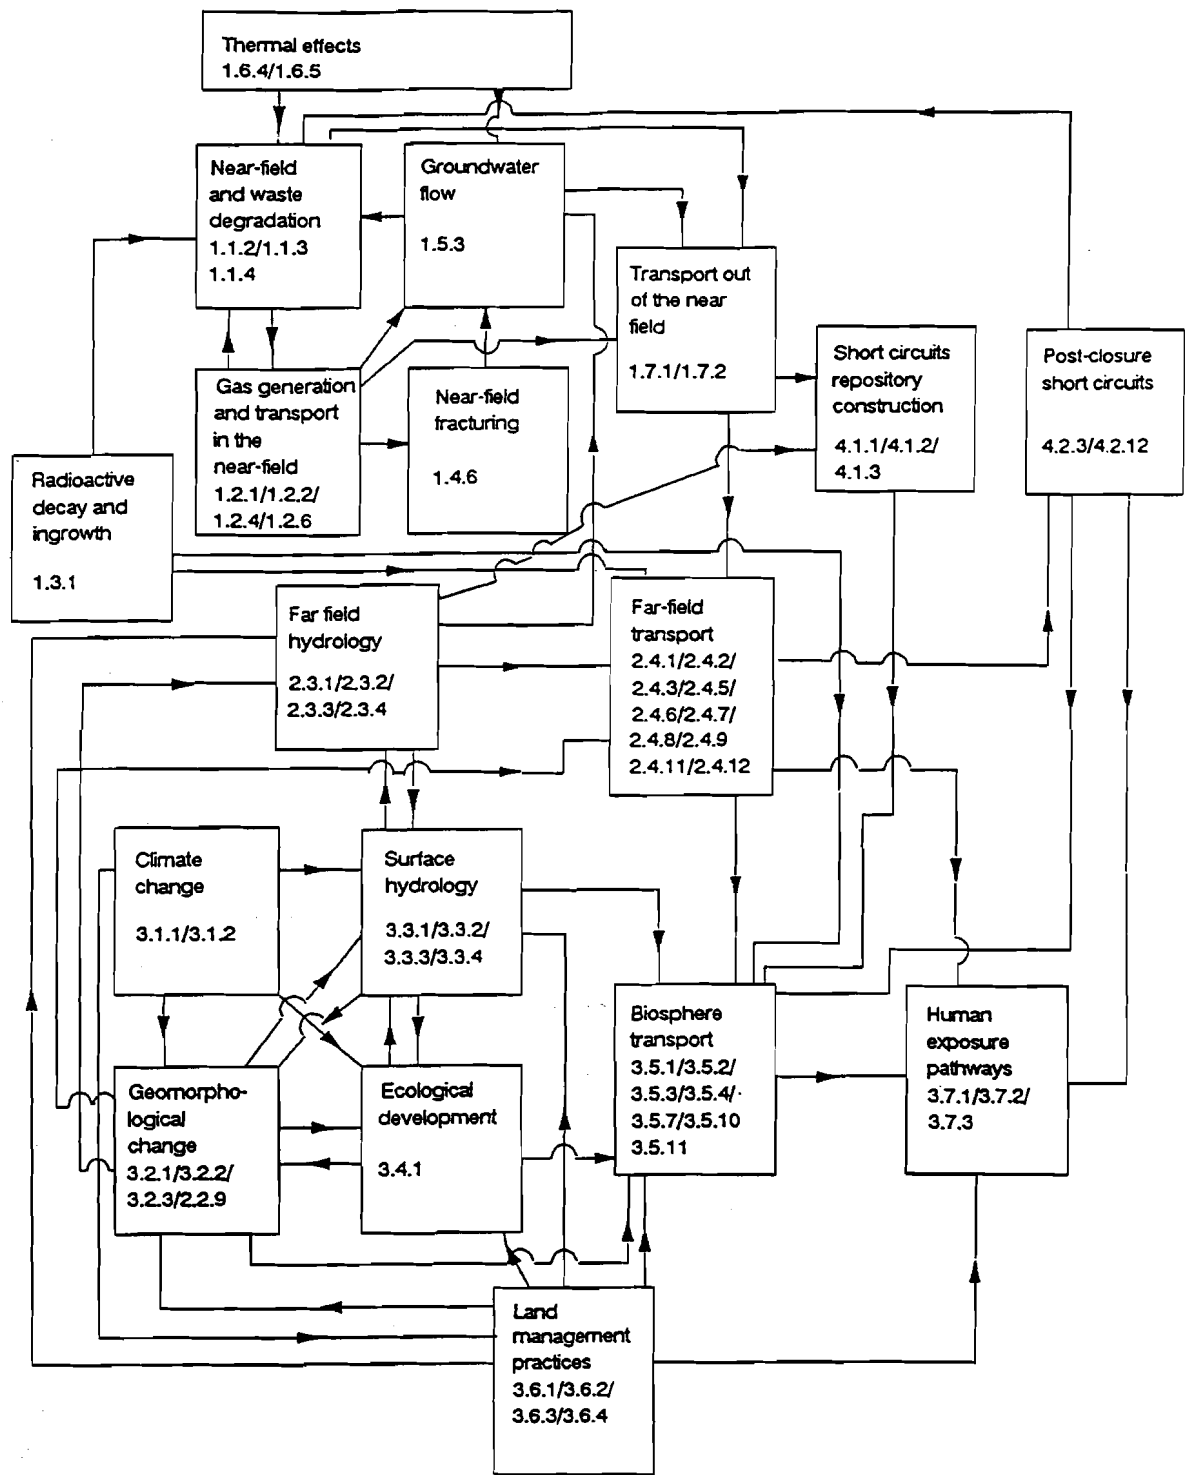 Thermal effects
1.6.4/1.6.5
Near-field
and waste
degradation
1.1.2/1.1.3
1.1.4
Groundwater
flow
1.5.3
Transport out
of the near
field
1.7.1/1.7.2
Short circuits
repository
construction
4.1.1/4.1.2/
4.1.3
Post-closure
short circuits
4.2.3/4.2.12
Gas generation
and transport
in the
near-field
1.2.1/1.2.2/
1.2.4/1.2.6
Near-field
fracturing
1.4.6
Radioactive
decay and
ingrowth
1.3.1
Far field
hydrology
2.3.1/2.3.2/
2.3.3/2.3.4
Far-field
transport
2.4.1/2.4.2/
2.4.3/2.4.5/
2.4.6/2.4.7/
2.4.8/2.4.9
2.4.11/2.4.12
Climate
change
3.1.1/3.1.2
Surface
hydrology
3.3.1/3.3.2/
3.3.3/3.3.4
Biosphere
transport
3.5.1/3.5.2/
3.5.3/3.5.4/
3.5.7/3.5.10
3.5.11
Human
exposure
pathways
3.7.1/3.7.2/
3.7.3
Geomorpho-
logical
change
3.2.1/3.2.2/
3.2.3/2.2.9
Ecological
development
3.4.1
Land
management
practices
3.6.1/3.6.2/
3.6.3/3.6.4